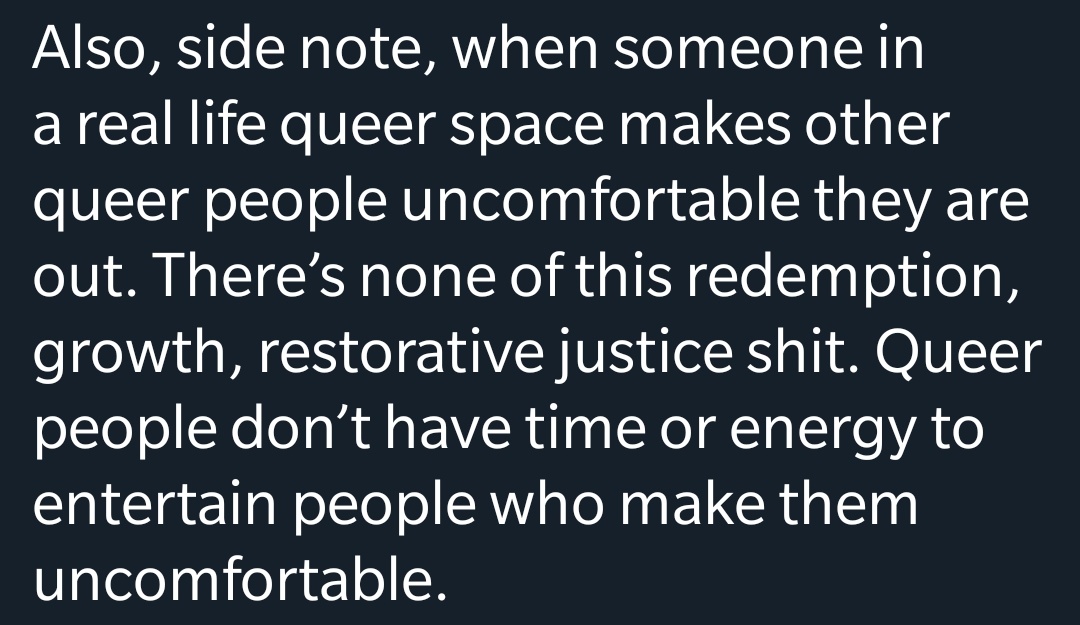 Also, side note, when someone in
a real life queer space makes other
queer people uncomfortable they are
out. There’s none of this redemption,
growth, restorative justice shit. Queer
people don’t have time or energy to
entertain people who make them
uncomfortable.